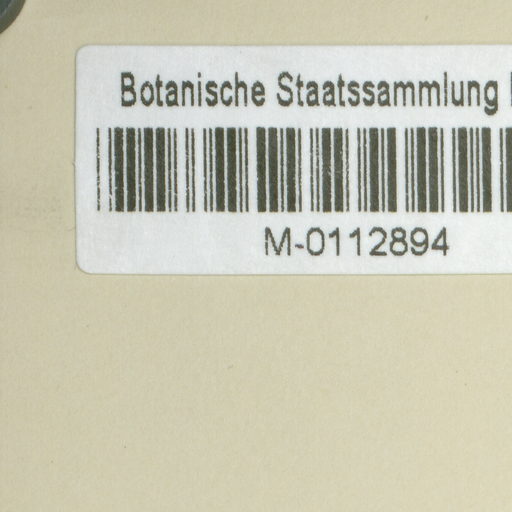 Botanische Staatssammlung
M-0112894